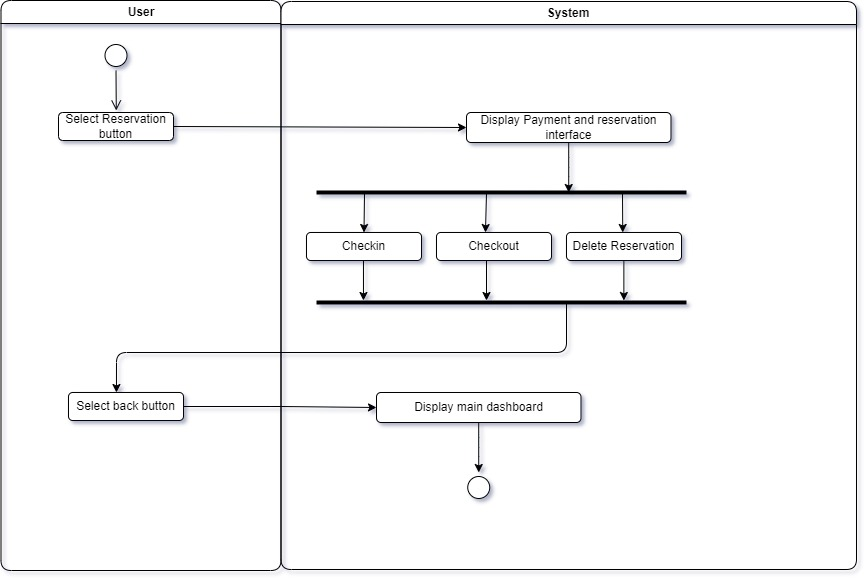 User
System
Select Reservation
button
Display Payment and reservation
interface
Checkin
Checkout
Delete Reservation
Select back button
Display main dashboard